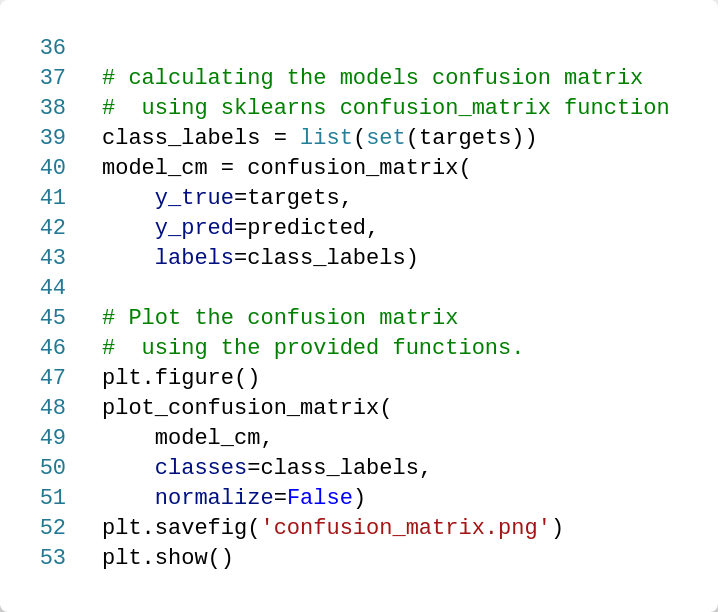 36
37 # calculating the models confusion matrix
38 #  using sklearns confusion_matrix function
39 class_labels = list(set(targets))
40 model_cm = confusion_matrix(
41     y_true=targets,
42     y_pred=predicted,
43     labels=class_labels)
44
45 # Plot the confusion matrix
46 #  using the provided functions.
47 plt.figure()
48 plot_confusion_matrix(
49     model_cm,
50     classes=class_labels,
51     normalize=False)
52 plt.savefig('confusion_matrix.png')
53 plt.show()